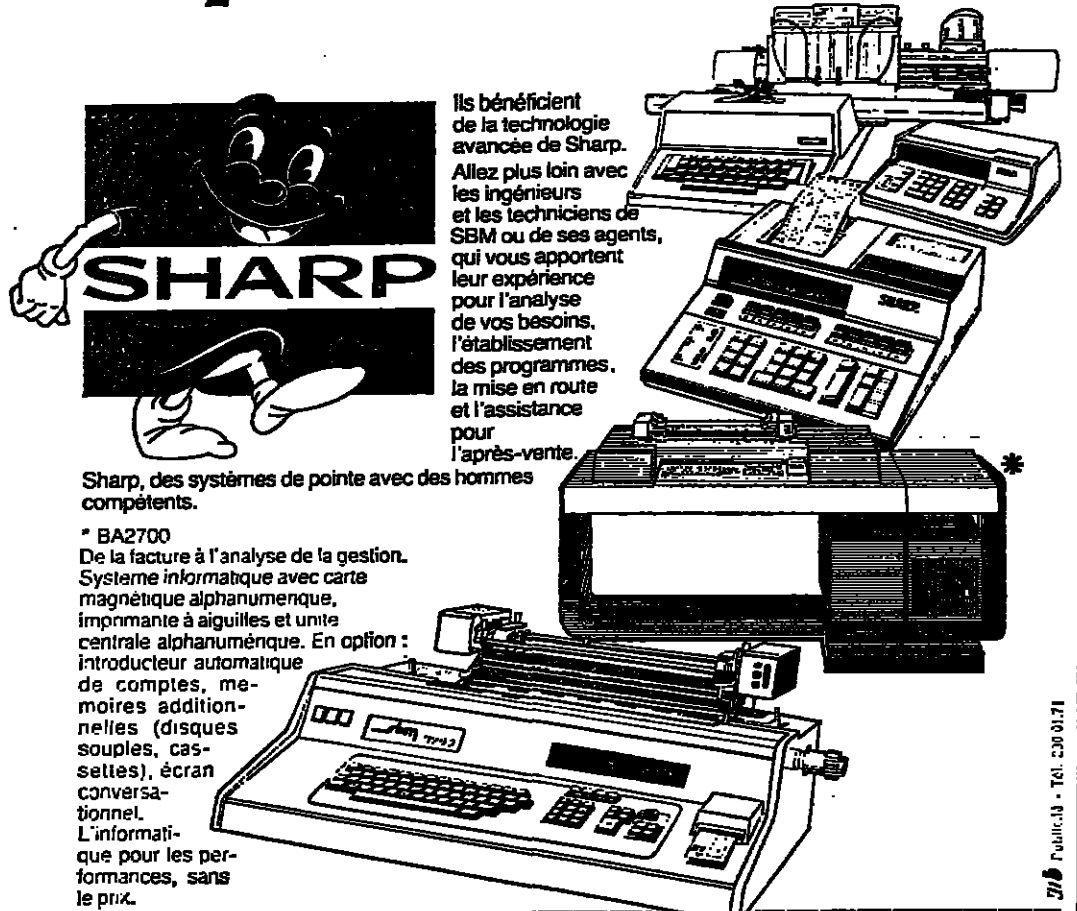 Ils bénéficient
de la technologie
avancée de Sharp.
Allez plus loin avec
les ingénieurs
et les techniciens de
SBM ou de ses agents,
qui vous apportent
leur expérience
pour l'analyse
de vos besoins,
l'établissement
des programmes,
la mise en route
et l'assistance
pour
l'après-vente.
SHARP
SHARP
Sharp, des systèmes de pointe avec des hommes
compétents.
*
* BA2700
De la facture à l'analyse de la gestion.
Systeme informatique avec carte
magnétique alphanumerique,
imprimante à aiguilles et unite
centrale alphanumérique. En option :
introducteur automatique
de comptes, me-
moires addition-
nelles (disques
souples, cas-
settes), écran
conversa-
tionnel.
L'informati-
que pour les per-
formances, sans
le prix.
sbm